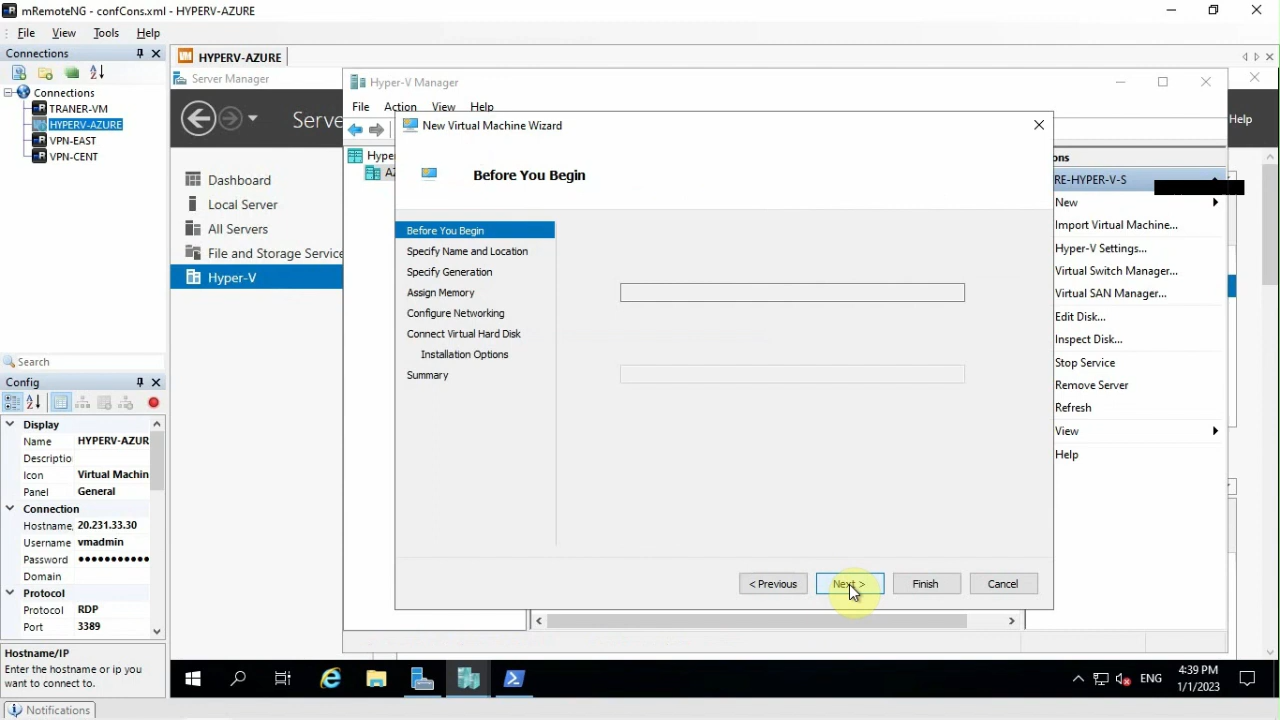 mRemoteNG - confCons.xml - HYPERV-AZURE
File View Tools Help
Connections
HYPERV-AZURE
Server Manager
Hyper-V Manager
Connections
TRANER-VM
HYPERV-AZURE
VPN-EAST
VPN-CENT
File Action View Help
Serve
Help
New Virtual Machine Wizard
Hyper
AZ
Before You Begin
Dashboard
Local Server
All Servers
File and Storage Service
Hyper-V
Before You Begin
Specify Name and Location
Specify Generation
Assign Memory
Configure Networking
Connect Virtual Hard Disk
Installation Options
Summary
ons
RE-HYPER-V-S
New
Import Virtual Machine...
Hyper-V Settings...
Virtual Switch Manager...
Virtual SAN Manager...
Edit Disk...
Inspect Disk...
Stop Service
Remove Server
Refresh
View
Help
Search
Config
Display
Name HYPERV-AZUR
Descriptio
Icon Virtual Machin
Panel General
Connection
Hostname, 20.231.33.30
Username vmadmin
Password ●●●●●●●●●●●
Domain
Protocol
Protocol RDP
Port 3389
Hostname/IP
Enter the hostname or ip you
want to connect to.
Notifications
< Previous Next > Finish Cancel
ENG
4:39 PM
1/1/2023